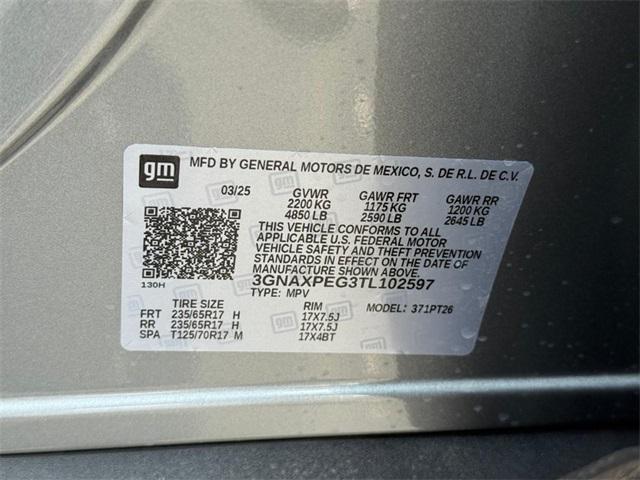 gm MFD BY GENERAL MOTORS DE MEXICO, S. DE R.L. DE C.V.
03/25 GVWR GAWR FRT GAWR RR
2200 KG 1175 KG 1200 KG
4850 LB 2590 LB 2645 LB
THIS VEHICLE CONFORMS TO ALL
APPLICABLE U.S. FEDERAL MOTOR
VEHICLE SAFETY AND THEFT PREVENTION
STANDARDS IN EFFECT ON THE DATE OF
MANUFACTURE SHOWN ABOVE.
130H 3GNAXPEG3TL102597
TYPE: MPV
TIRE SIZE RIM MODEL: 371PT26
FRT 235/65R17 H 17X7.5J
RR 235/65R17 H 17X7.5J
SPA T125/70R17 M 17X4BT